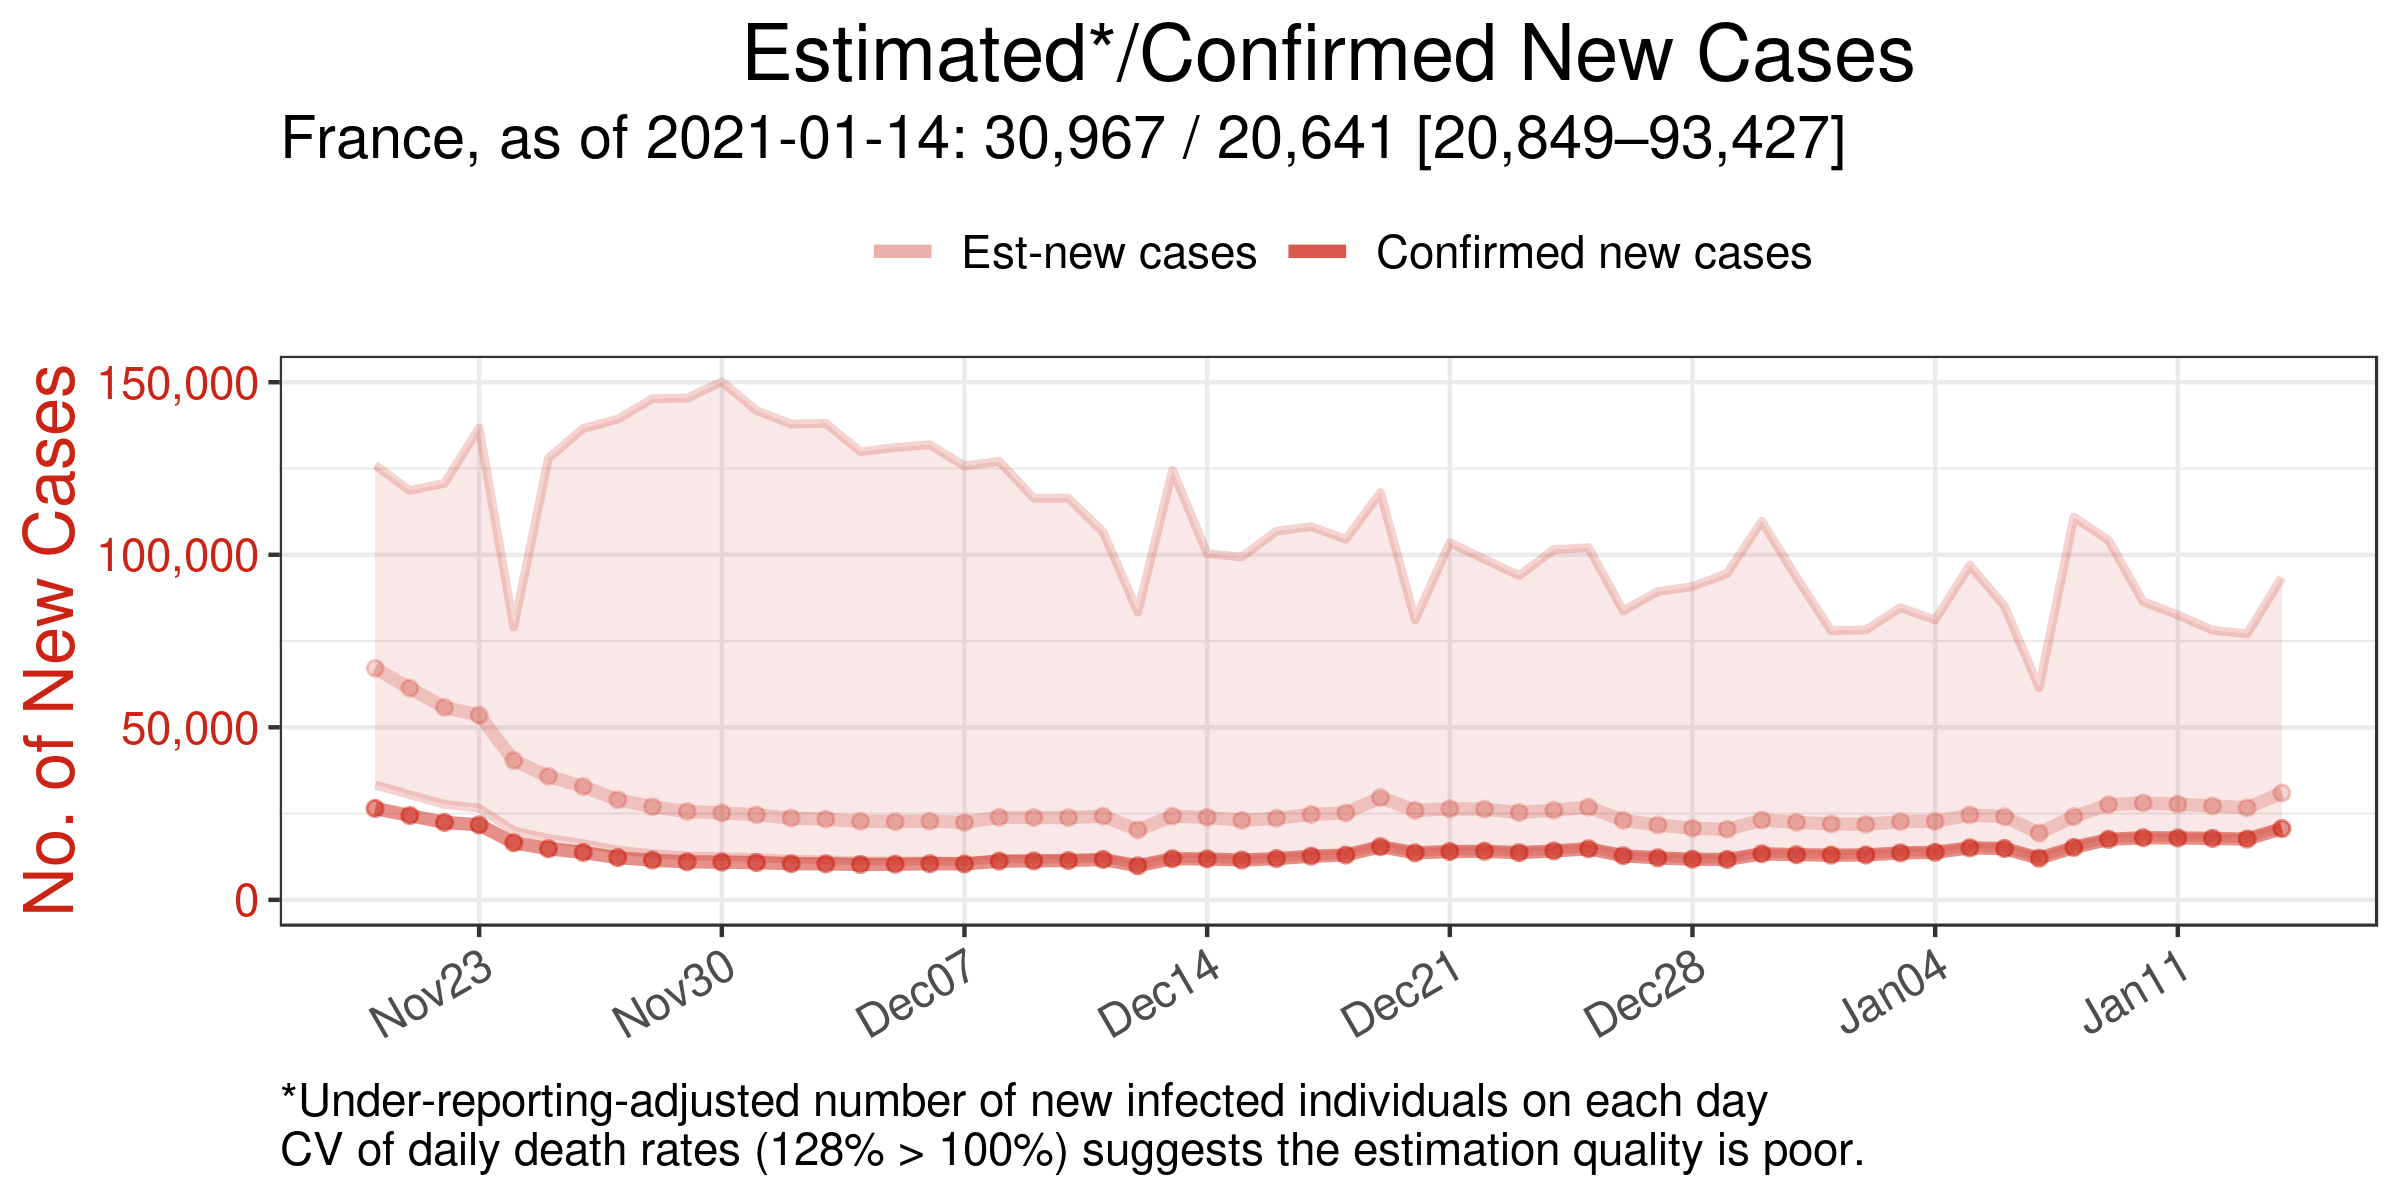 Estimated*/Confirmed New Cases
France, as of 2021-01-14: 30,967 / 20,641 [20,849–93,427]
Est-new cases
Confirmed new cases
No. of New Cases
150,000
100,000
50,000
0
Nov23
Nov30
Dec07
Dec14
Dec21
Dec28
Jan04
Jan11
*Under-reporting-adjusted number of new infected individuals on each day
CV of daily death rates (128% > 100%) suggests the estimation quality is poor.